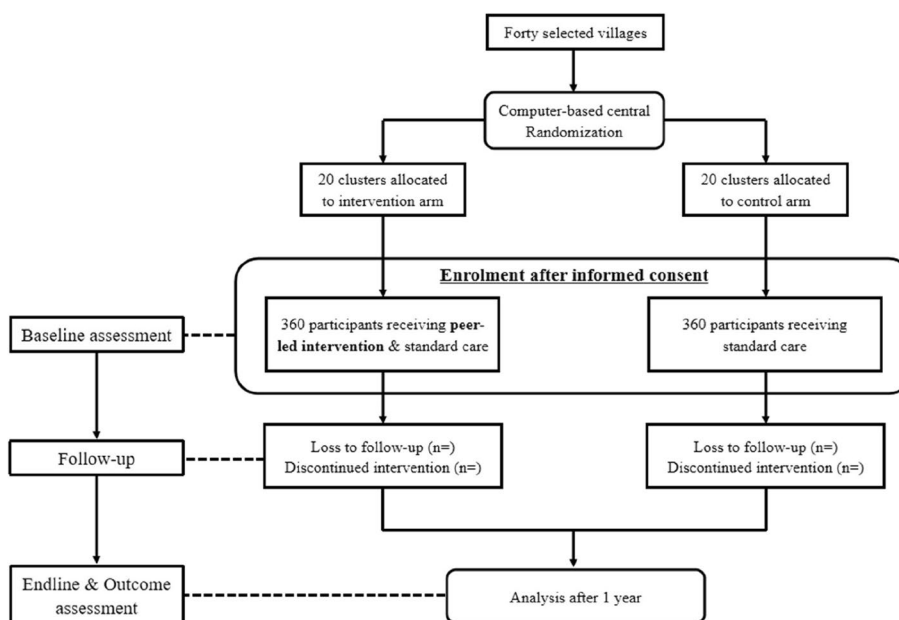 Forty selected villages
Computer-based central
Randomization
20 clusters allocated
to intervention arm
20 clusters allocated
to control arm
Enrolment after informed consent
Baseline assessment
360 participants receiving peer-
led intervention & standard care
360 participants receiving
standard care
Follow-up
Loss to follow-up (n=)
Discontinued intervention (n=)
Loss to follow-up (n=)
Discontinued intervention (n=)
Endline & Outcome
assessment
Analysis after 1 year